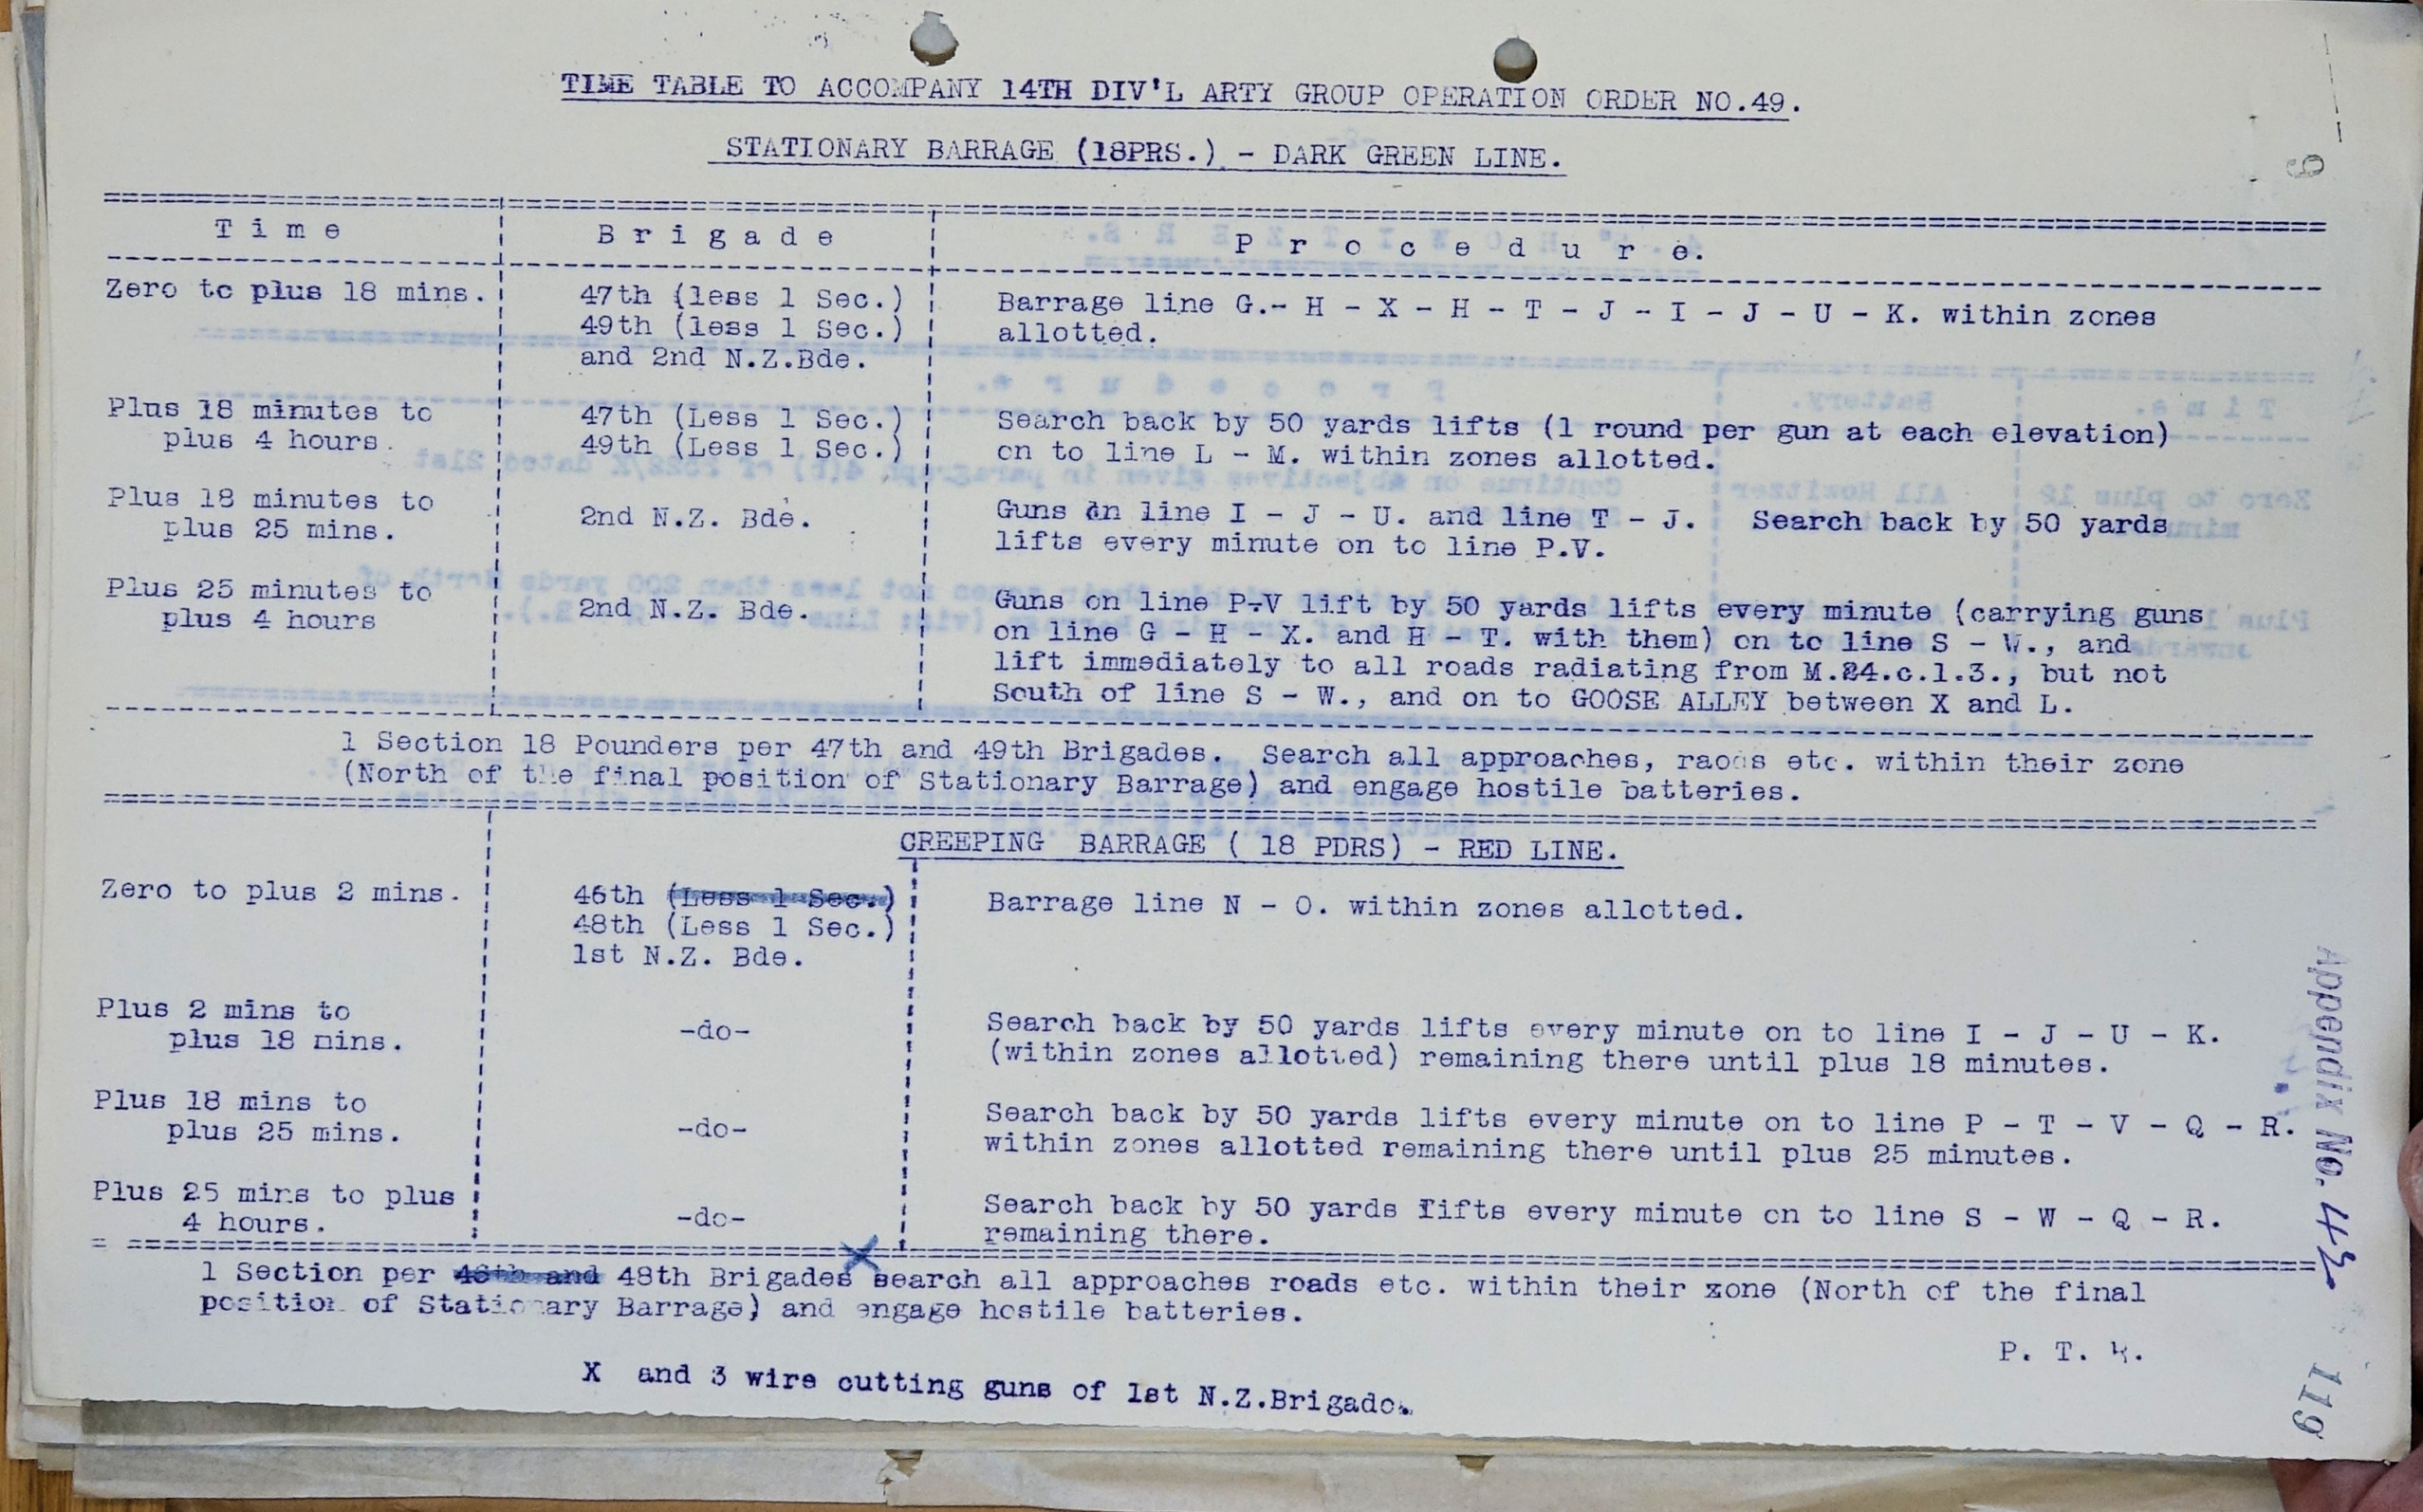 TIME TABLE TO ACCOMPANY 14TH DIV'L ARTY GROUP OPERATION ORDER NO.49.
STATIONARY BARRAGE (18PRS.) - DARK GREEN LINE.
Time Brigade Procedure.
Zero to plus 18 mins. 47th (less 1 Sec.) Barrage line G.- H - X - H - T - J - I - J - U - K. within zones
49th (less 1 Sec.) allotted.
and 2nd N.Z.Bde.
Plus 18 minutes to 47th (Less 1 Sec.) Search back by 50 yards lifts (1 round per gun at each elevation)
plus 4 hours. 49th (Less 1 Sec.) on to line L - M. within zones allotted.
Plus 18 minutes to 2nd N.Z. Bde. Guns on line I - J - U. and line T - J. Search back by 50 yards
plus 25 mins. lifts every minute on to line P.V.
Plus 25 minutes to 2nd N.Z. Bde. Guns on line P-V lift by 50 yards lifts every minute (carrying guns
plus 4 hours on line G - H - X. and H - T. with them) on to line S - W., and
lift immediately to all roads radiating from M.24.c.1.3., but not
South of line S - W., and on to GOOSE ALLEY between X and L.
1 Section 18 Pounders per 47th and 49th Brigades. Search all approaches, raods etc. within their zone
(North of the final position of Stationary Barrage) and engage hostile batteries.
CREEPING BARRAGE ( 18 PDRS) - RED LINE.
Zero to plus 2 mins. 46th (Less 1 Sec.) Barrage line N - O. within zones allotted.
48th (Less 1 Sec.)
1st N.Z. Bde.
Plus 2 mins to -do- Search back by 50 yards lifts every minute on to line I - J - U - K.
plus 18 mins. (within zones allotted) remaining there until plus 18 minutes.
Plus 18 mins to -do- Search back by 50 yards lifts every minute on to line P - T - V - Q - R.
plus 25 mins. within zones allotted remaining there until plus 25 minutes.
Plus 25 mins to plus -do- Search back by 50 yards lifts every minute on to line S - W - Q - R.
4 hours. remaining there.
X
1 Section per 46th and 48th Brigades search all approaches roads etc. within their zone (North of the final
position of Stationary Barrage) and engage hostile batteries.
P. T.
X and 3 wire cutting guns of 1st N.Z.Brigade.
9
Appendix No. 42
119